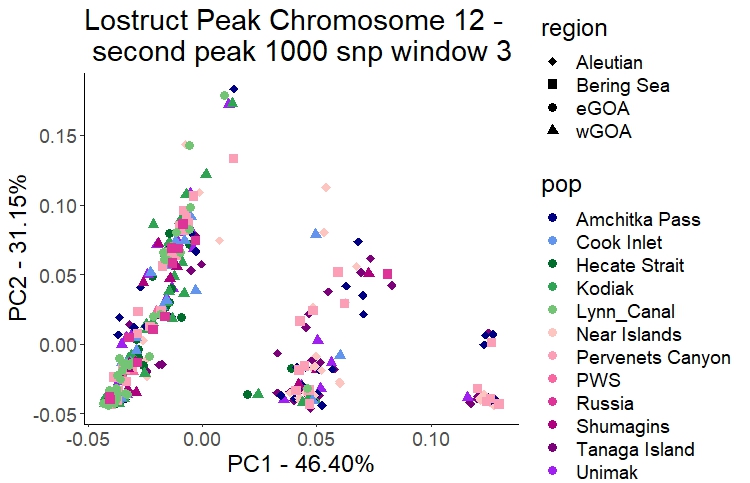 Lostruct Peak Chromosome 12 -
second peak 1000 snp window 3
PC2 - 31.15%
0.15
0.10
0.05
0.00
-0.05
-0.05
0.00
0.05
0.10
PC1 - 46.40%
region
Aleutian
Bering Sea
eGOA
wGOA
pop
Amchitka Pass
Cook Inlet
Hecate Strait
Kodiak
Lynn_Canal
Near Islands
Pervenets Canyon
PWS
Russia
Shumagins
Tanaga Island
Unimak